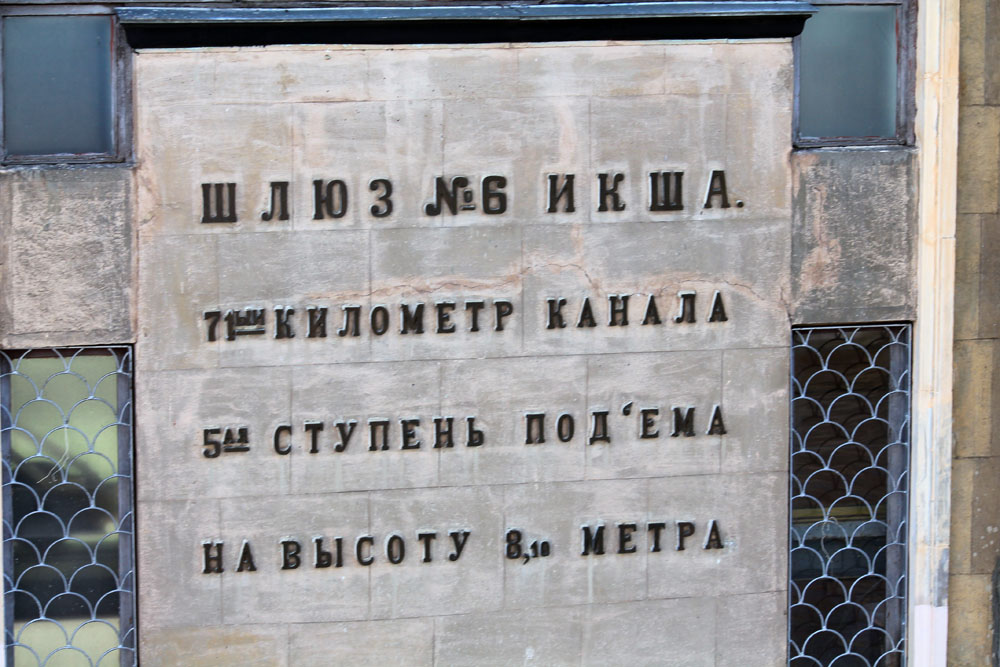 ШЛЮЗ №6 ИКША.
71ЫЙ КИЛОМЕТР КАНАЛА
5АЯ СТУПЕНЬ ПОД'ЕМА
НА ВЫСОТУ 8,10 МЕТРА